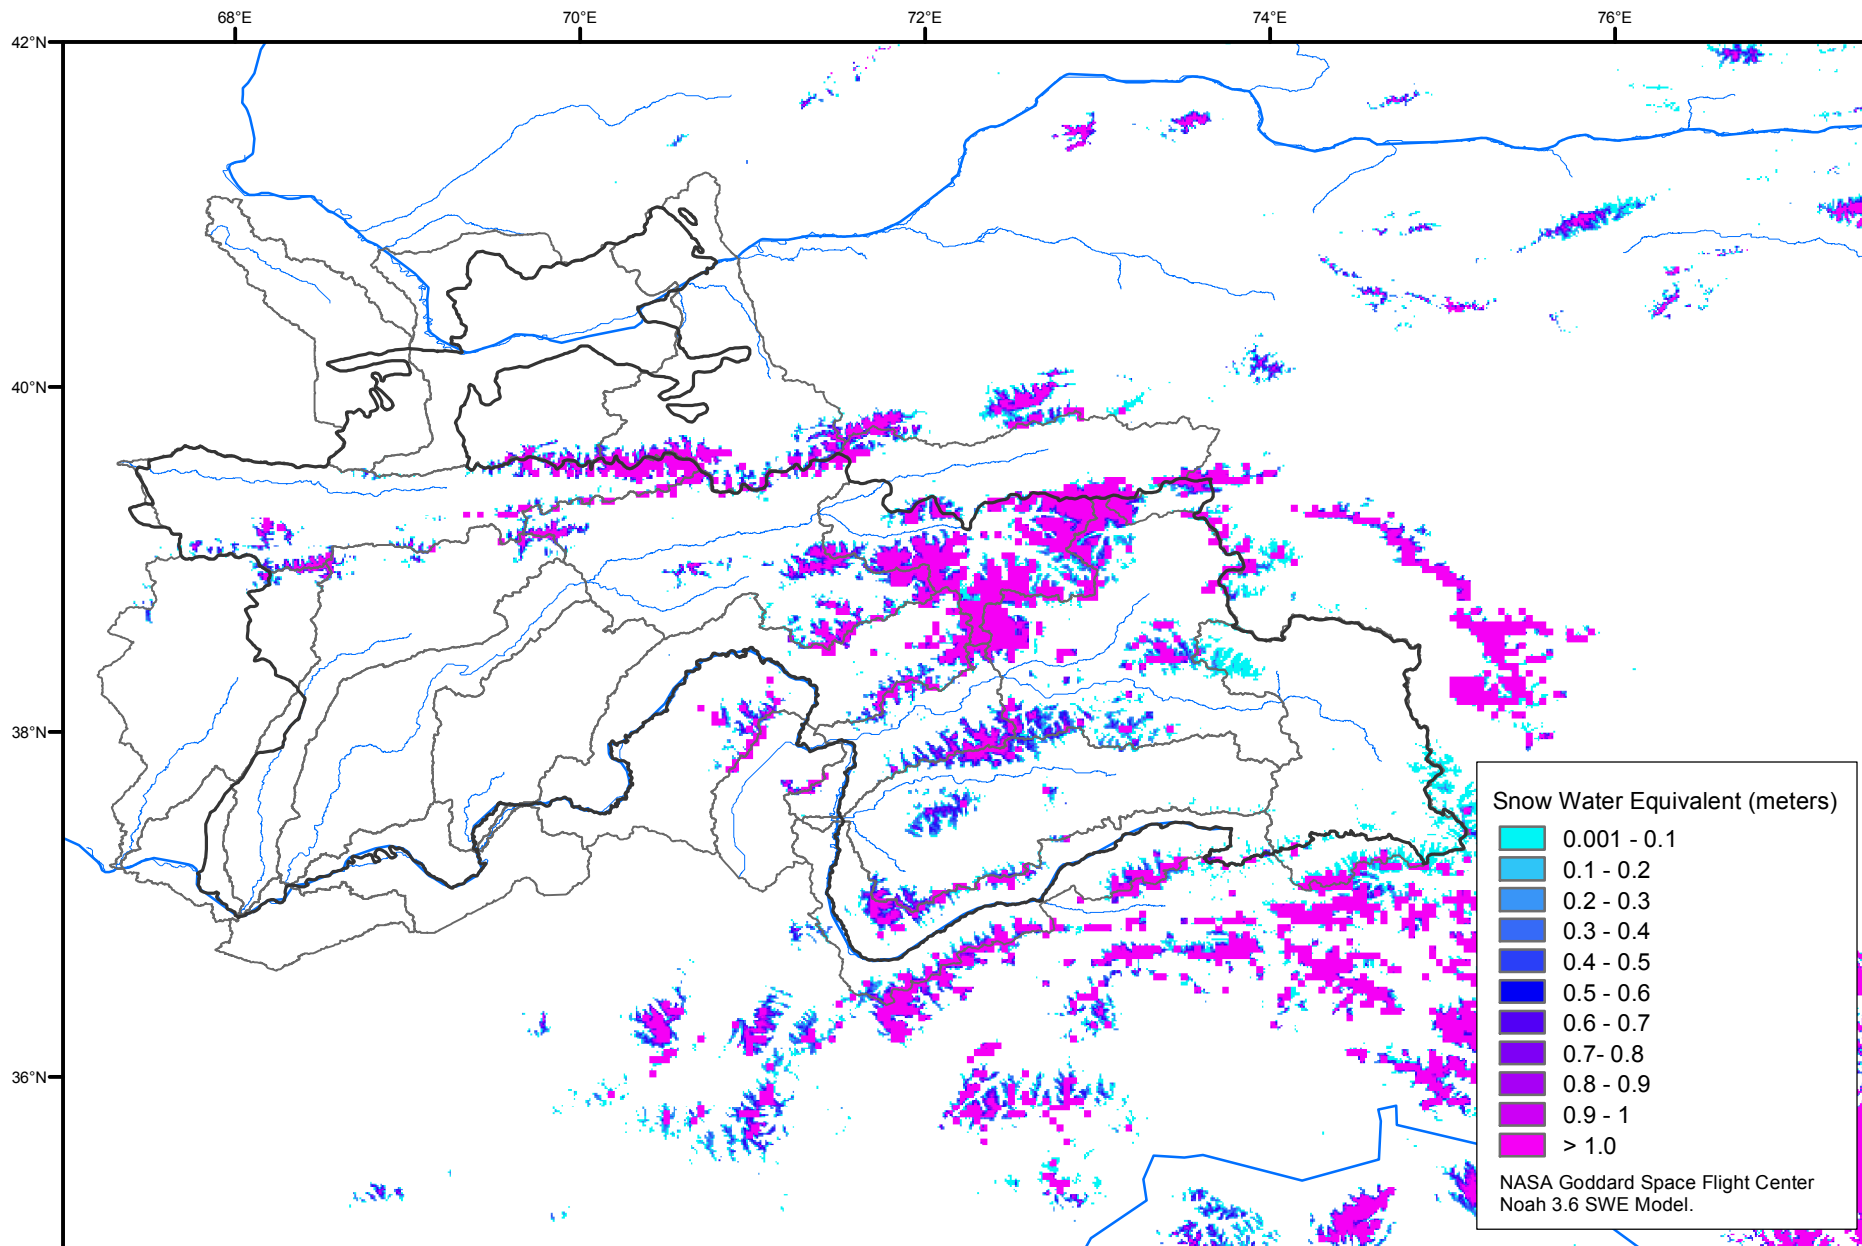 68°E
70°E
72°E
74°E
76°E
42°N
40°N
38°N
36°N
Snow Water Equivalent (meters)
0.001 - 0.1
0.1 - 0.2
0.2 - 0.3
0.3 - 0.4
0.4 - 0.5
0.5 - 0.6
0.6 - 0.7
0.7- 0.8
0.8 - 0.9
0.9 - 1
> 1.0
NASA Goddard Space Flight Center
Noah 3.6 SWE Model.